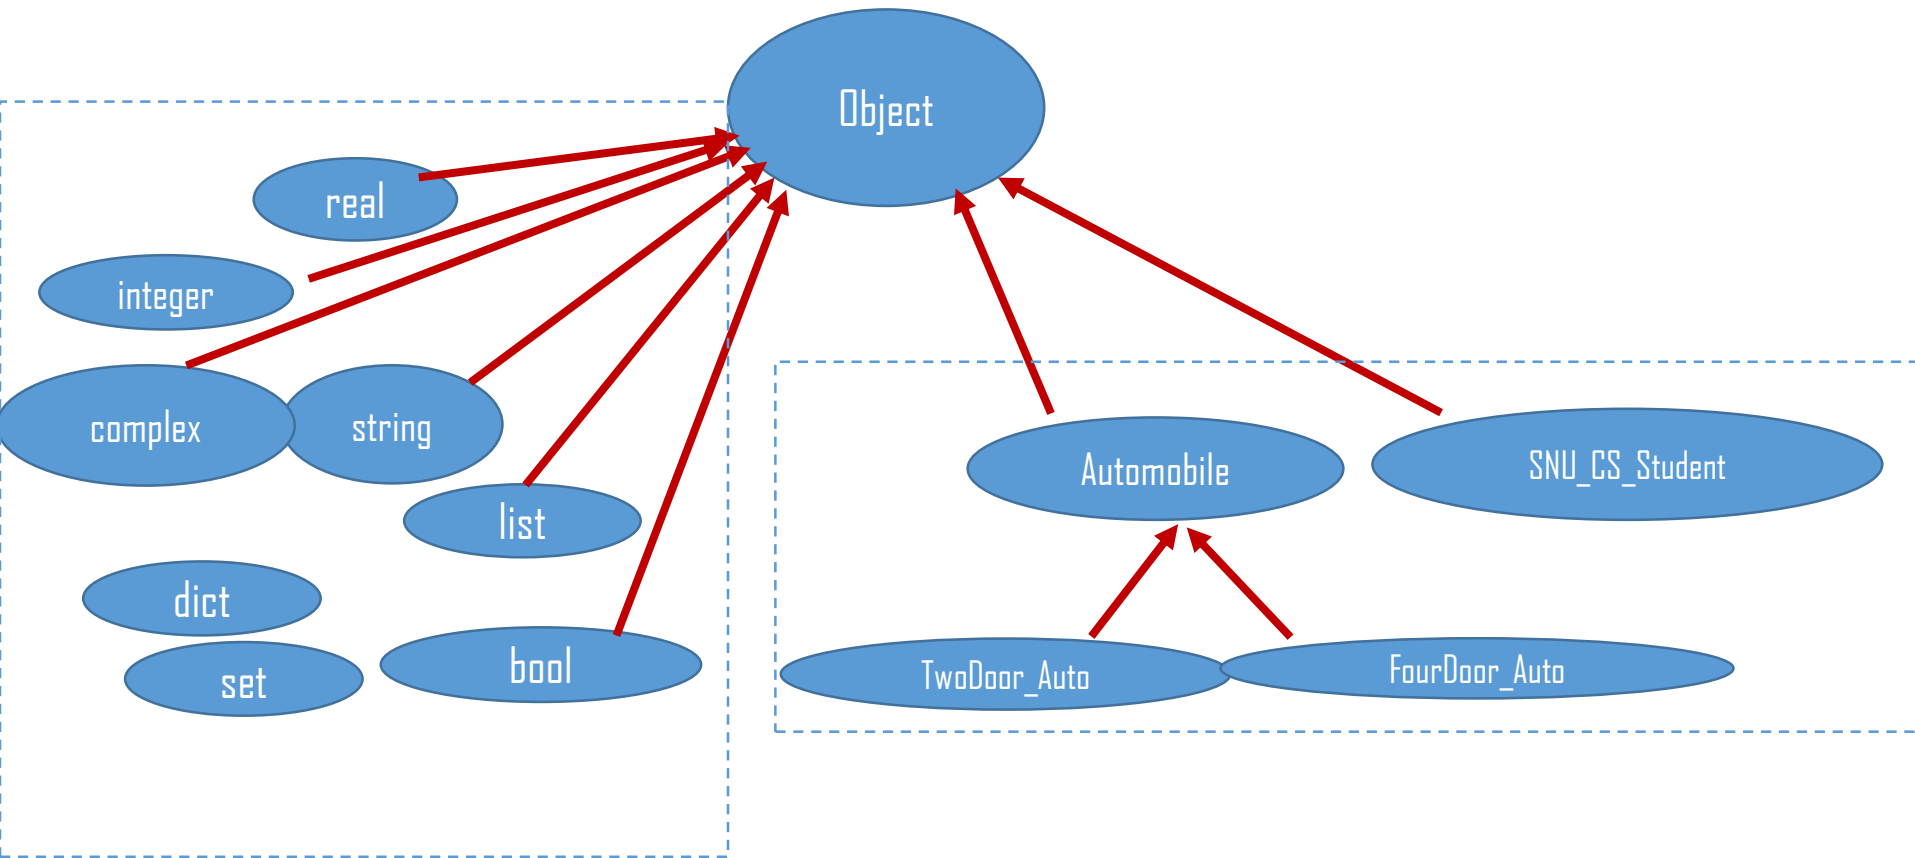 Object
real
integer
complex
string
list
dict
set
bool
Automobile
SNU_CS_Student
TwoDoor_Auto
FourDoor_Auto